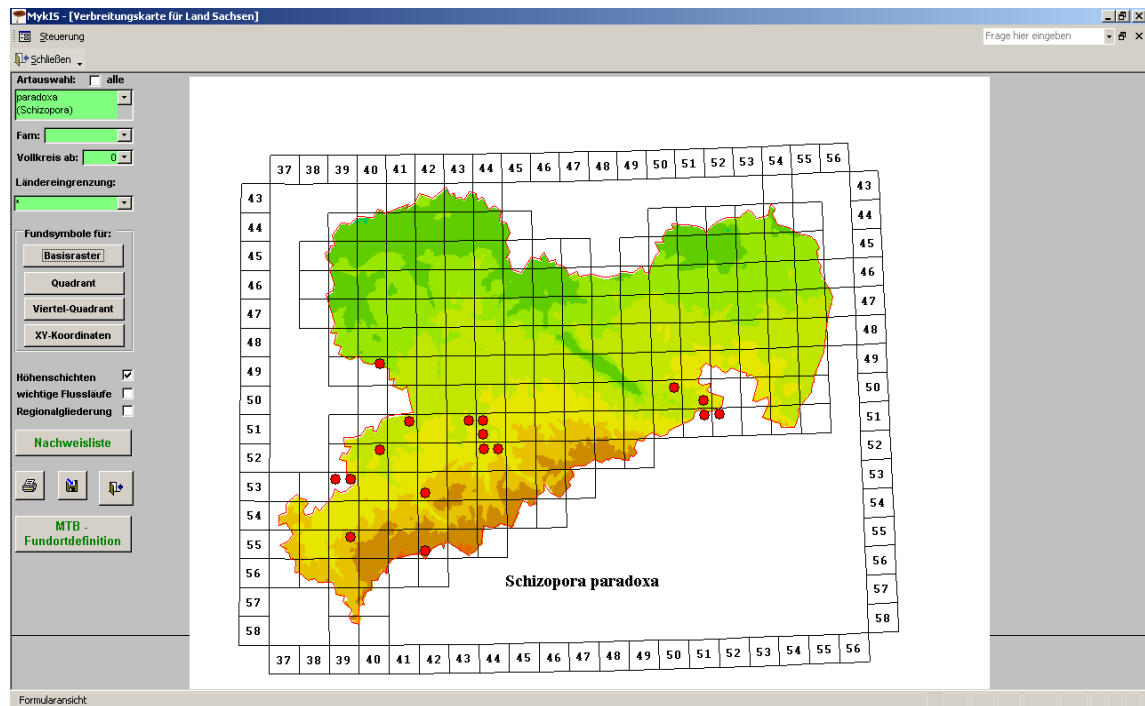 MykIS - [Verbreitungskarte für Land Sachsen]
Steuerung
Frage hier eingeben
Schließen
Artauswahl: alle
paradoxa
(Schizopora)
Fam:
Vollkreis ab: 0
Ländereingrenzung:
*
Fundsymbole für:
Basisraster
Quadrant
Viertel-Quadrant
XY-Koordinaten
Höhenschichten
wichtige Flussläufe
Regionalgliederung
Nachweisliste
MTB -
Fundortdefinition
37 38 39 40 41 42 43 44 45 46 47 48 49 50 51 52 53 54 55 56
43 43
44 44
45 45
46 46
47 47
48 48
49 49
50 50
51 51
52 52
53 53
54 54
55 55
56 56
57 57
58 58
Schizopora paradoxa
37 38 39 40 41 42 43 44 45 46 47 48 49 50 51 52 53 54 55 56
Formularansicht